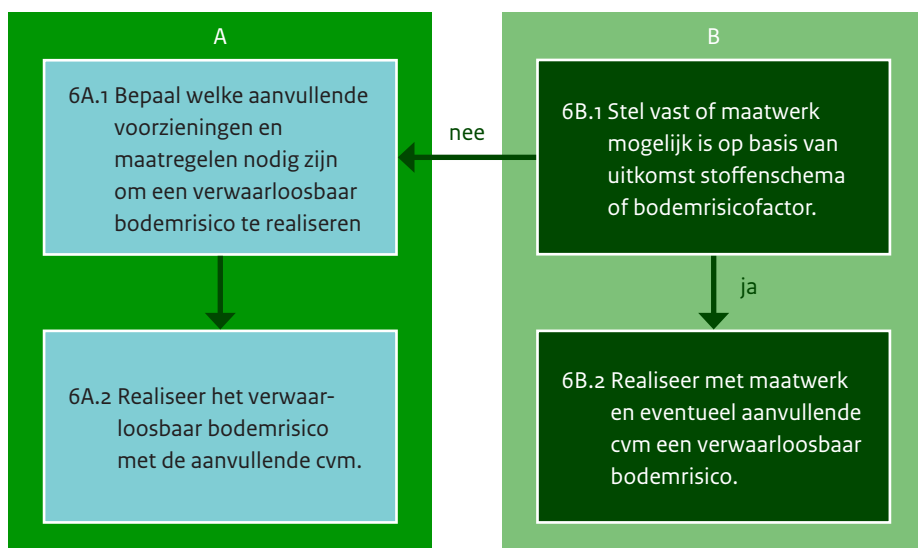 A
6A.1 Bepaal welke aanvullende
voorzieningen en
maatregelen nodig zijn
om een verwaarloosbaar
bodemrisico te realiseren
6A.2 Realiseer het verwaar-
loosbaar bodemrisico
met de aanvullende cvm.
nee
B
6B.1 Stel vast of maatwerk
mogelijk is op basis van
uitkomst stoffenschema
of bodemrisicofactor.
ja
6B.2 Realiseer met maatwerk
en eventueel aanvullende
cvm een verwaarloosbaar
bodemrisico.